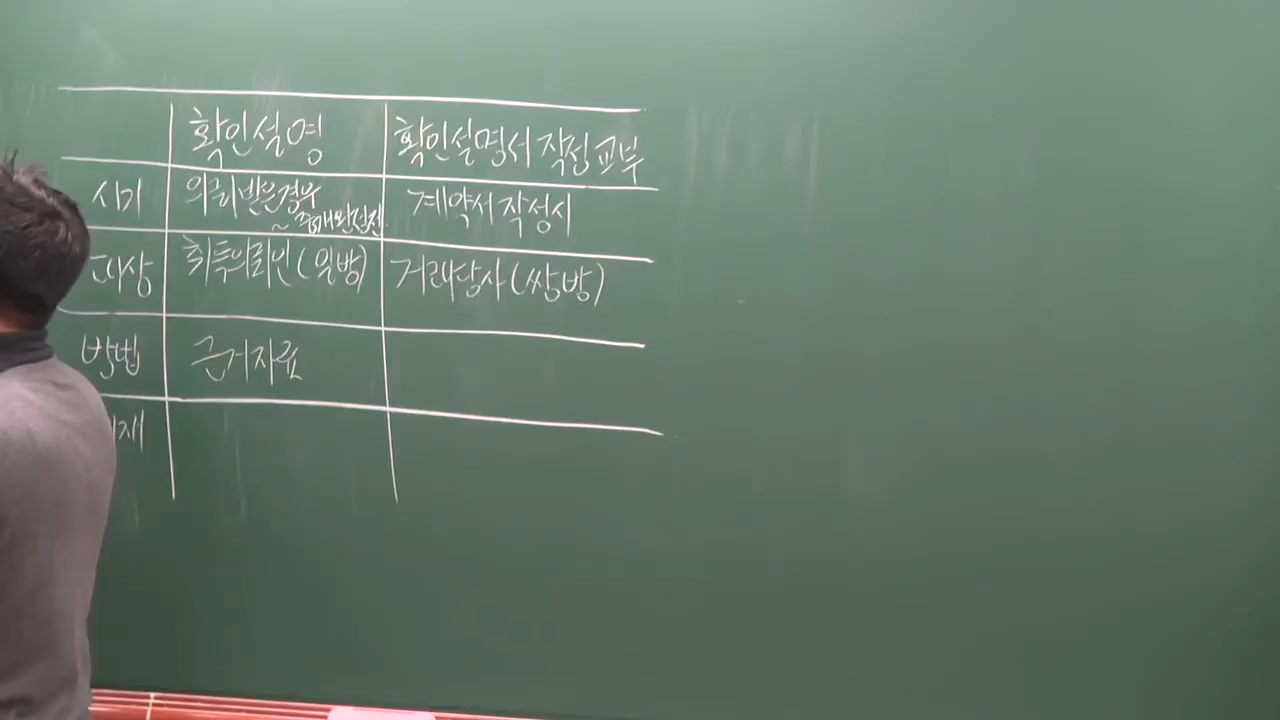 확인설명 확인설명서 작성 교부
시기 의뢰받은경우 계약서 작성시
~ 중개완성전
대상 취득의뢰인 (일방) 거래당사 (쌍방)
방법 근거자료
재